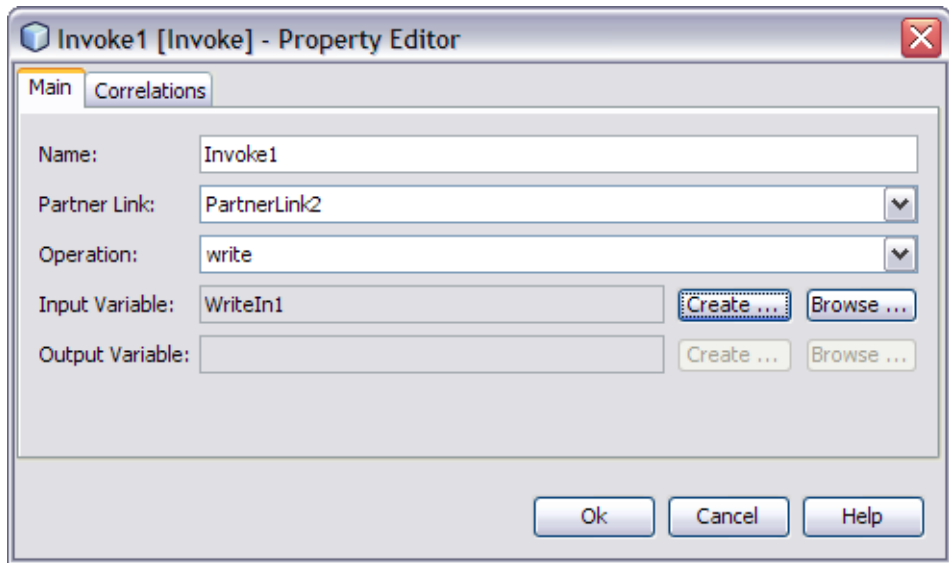 Invoke1 [Invoke] - Property Editor
Main Correlations
Name: Invoke1
Partner Link: PartnerLink2
Operation: write
Input Variable: WriteIn1 Create ... Browse ...
Output Variable: Create ... Browse ...
Ok Cancel Help